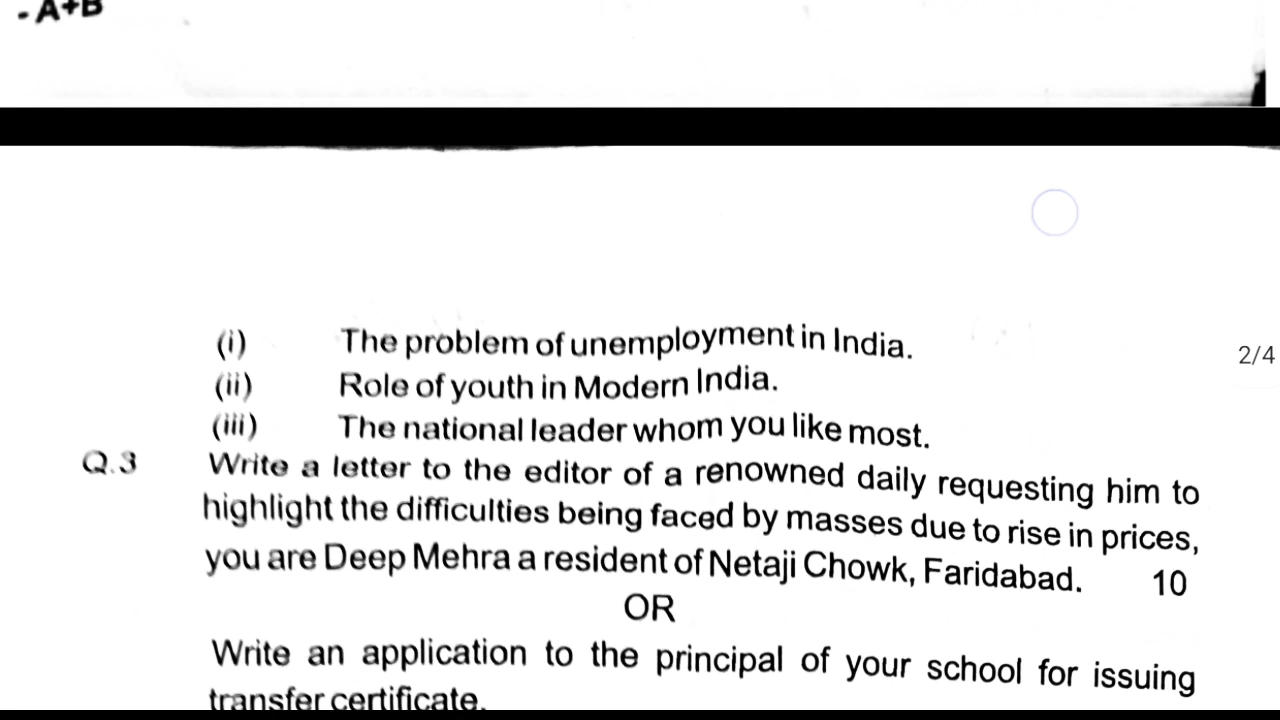 - A+B
(i) The problem of unemployment in India.
2/4
(ii) Role of youth in Modern India.
(iii) The national leader whom you like most.
Q.3 Write a letter to the editor of a renowned daily requesting him to
highlight the difficulties being faced by masses due to rise in prices,
you are Deep Mehra a resident of Netaji Chowk, Faridabad. 10
OR
Write an application to the principal of your school for issuing
transfer certificate.